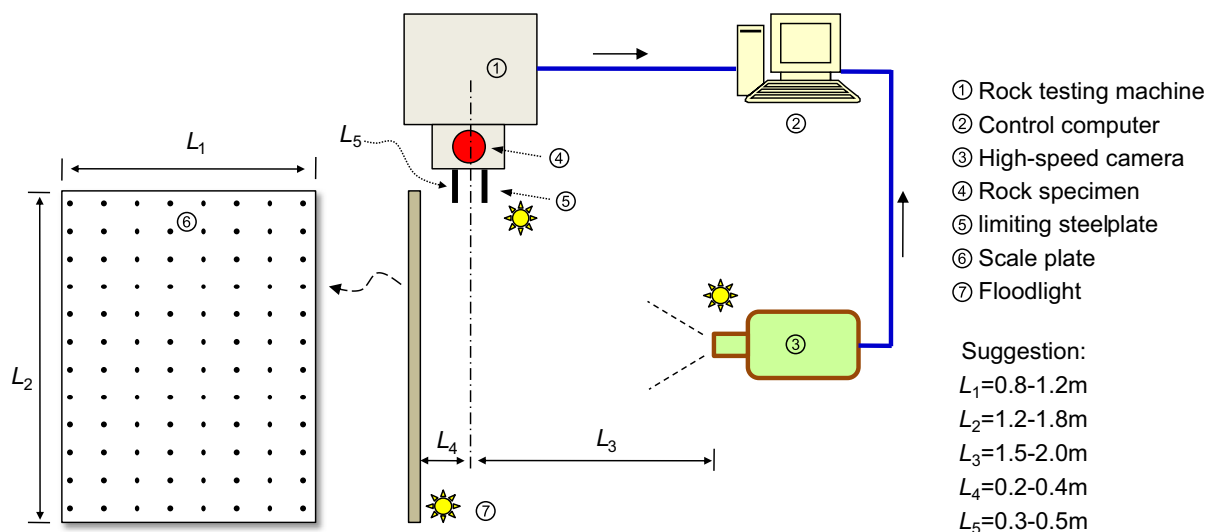 L1
L2
⑥
①
L5
④
⑤
②
③
L4
L3
⑦
① Rock testing machine
② Control computer
③ High-speed camera
④ Rock specimen
⑤ limiting steelplate
⑥ Scale plate
⑦ Floodlight
Suggestion:
L1=0.8-1.2m
L2=1.2-1.8m
L3=1.5-2.0m
L4=0.2-0.4m
L5=0.3-0.5m